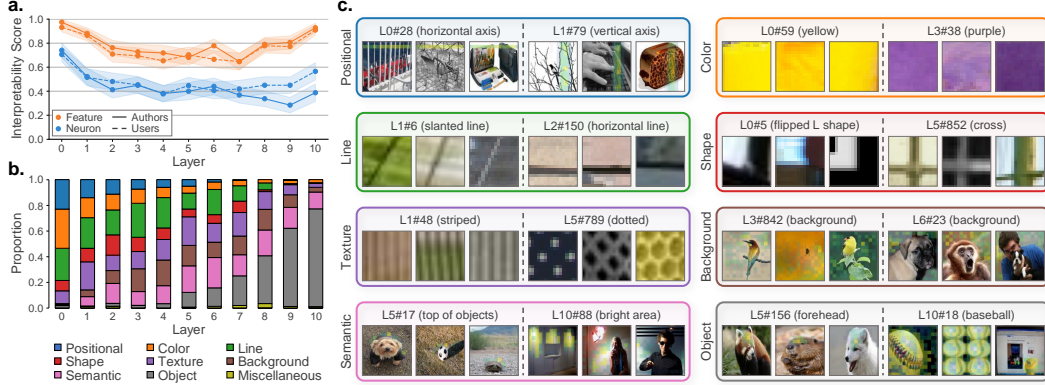 a.
Interpretability Score
1.0
0.8
0.6
0.4
0.2
0.0
Feature
Neuron
Authors
Users
0 1 2 3 4 5 6 7 8 9 10
Layer
b.
Proportion
1.0
0.8
0.6
0.4
0.2
0.0
0 1 2 3 4 5 6 7 8 9 10
Layer
Positional Color Line
Shape Texture Background
Semantic Object Miscellaneous
c.
Positional
L0#28 (horizontal axis) L1#79 (vertical axis)
Color
L0#59 (yellow) L3#38 (purple)
Line
L1#6 (slanted line) L2#150 (horizontal line)
Shape
L0#5 (flipped L shape) L5#852 (cross)
Texture
L1#48 (striped) L5#789 (dotted)
Background
L3#842 (background) L6#23 (background)
Semantic
L5#17 (top of objects) L10#88 (bright area)
Object
L5#156 (forehead) L10#18 (baseball)